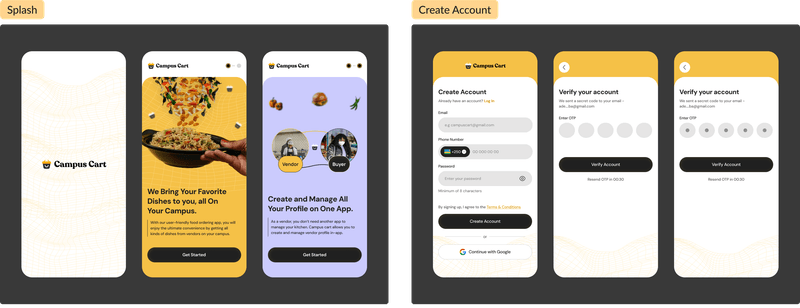 Splash
Campus Cart
Campus Cart
We Bring Your Favorite
Dishes to you, all On
Your Campus.
With our user-friendly food ordering app, you will
enjoy the ultimate convenience by getting all
kinds of dishes from vendors on your campus.
Get Started
Campus Cart
Vendor
Buyer
Create and Manage All
Your Profile on One App.
As a vendor, you don't need another app to
manage your kitchen. Campus cart allows you to
create and manage vendor profile in-app.
Get Started
Create Account
Campus Cart
Create Account
Already have an account? Log in
Email
e.g campuscart@gmail.com
Phone Number
+250
00 000 000 00
Password
Enter your password
Minimum of 8 characters
By signing up, I agree to the Terms & Conditions
Create Account
or
Continue with Google
Verify your account
We sent a secret code to your email -
ade...ba@gmail.com
Enter OTP
Verify Account
Resend OTP in 00:30
Verify your account
We sent a secret code to your email -
ade...ba@gmail.com
Enter OTP
Verify Account
Resend OTP in 00:30